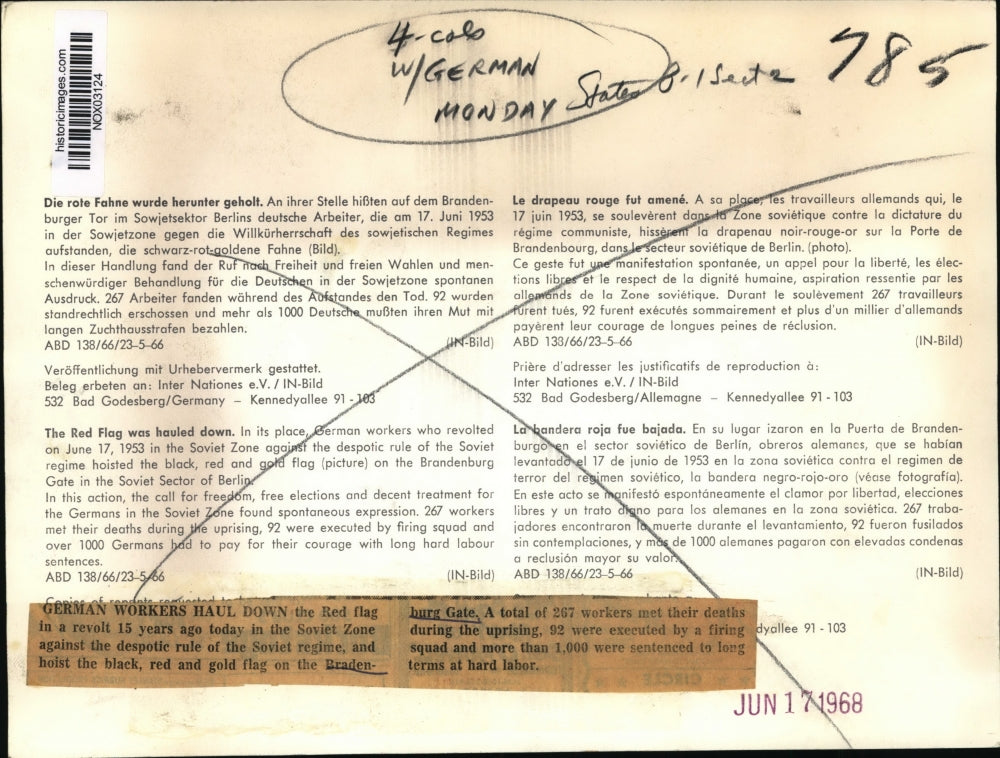 historicimages.com
NOX03124
4-cols
W/GERMAN
MONDAY
States
785
Die rote Fahne wurde herunter geholt. An ihrer Stelle hißten auf dem Branden-
burger Tor im Sowjetsektor Berlins deutsche Arbeiter, die am 17. Juni 1953
in der Sowjetzone gegen die Willkürherrschaft des sowjetischen Regimes
aufstanden, die schwarz-rot-goldene Fahne (Bild).
In dieser Handlung fand der Ruf nach Freiheit und freien Wahlen und men-
schenwürdiger Behandlung für die Deutschen in der Sowjetzone spontanen
Ausdruck. 267 Arbeiter fanden während des Aufstandes den Tod. 92 wurden
standrechtlich erschossen und mehr als 1000 Deutsche mußten ihren Mut mit
langen Zuchthausstrafen bezahlen.
ABD 138/66/23-5-66 (IN-Bild)
Veröffentlichung mit Urhebervermerk gestattet.
Beleg erbeten an: Inter Nationes e.V. / IN-Bild
532 Bad Godesberg/Germany – Kennedyallee 91 - 103
Le drapeau rouge fut amené. A sa place, les travailleurs allemands qui, le
17 juin 1953, se soulevèrent dans la Zone soviétique contre la dictature du
régime communiste, hissèrent la drapenau noir-rouge-or sur la Porte de
Brandenbourg, dans le secteur soviétique de Berlin. (photo).
Ce geste fut une manifestation spontanée, un appel pour la liberté, les élec-
tions libres et le respect de la dignité humaine, aspiration ressentie par les
allemands de la Zone soviétique. Durant le soulèvement 267 travailleurs
furent tués, 92 furent exécutés sommairement et plus d'un millier d'allemands
payèrent leur courage de longues peines de réclusion.
ABD 138/66/23-5-66 (IN-Bild)
Prière d'adresser les justificatifs de reproduction à:
Inter Nationes e.V. / IN-Bild
532 Bad Godesberg/Allemagne – Kennedyallee 91 - 103
The Red Flag was hauled down. In its place, German workers who revolted
on June 17, 1953 in the Soviet Zone against the despotic rule of the Soviet
regime hoisted the black, red and gold flag (picture) on the Brandenburg
Gate in the Soviet Sector of Berlin.
In this action, the call for freedom, free elections and decent treatment for
the Germans in the Soviet Zone found spontaneous expression. 267 workers
met their deaths during the uprising, 92 were executed by firing squad and
over 1000 Germans had to pay for their courage with long hard labour
sentences.
ABD 138/66/23-5-66 (IN-Bild)
La bandera roja fue bajada. En su lugar izaron en la Puerta de Branden-
burgo en el sector soviético de Berlín, obreros alemanes, que se habían
levantado el 17 de junio de 1953 en la zona soviética contra el regimen de
terror del regímen soviético, la bandera negro-rojo-oro (véase fotografía).
En este acto se manifestó espontáneamente el clamor por libertad, elecciones
libres y un trato digno para los alemanes en la zona soviética. 267 traba-
jadores encontraron la muerte durante el levantamiento, 92 fueron fusilados
sin contemplaciones, y más de 1000 alemanes pagaron con elevadas condenas
a reclusión mayor su valor.
ABD 138/66/23-5-66 (IN-Bild)
dyallee 91 - 103
GERMAN WORKERS HAUL DOWN the Red flag
in a revolt 15 years ago today in the Soviet Zone
against the despotic rule of the Soviet regime, and
hoist the black, red and gold flag on the Braden-
burg Gate. A total of 267 workers met their deaths
during the uprising, 92 were executed by a firing
squad and more than 1,000 were sentenced to long
terms at hard labor.
JUN 17 1968